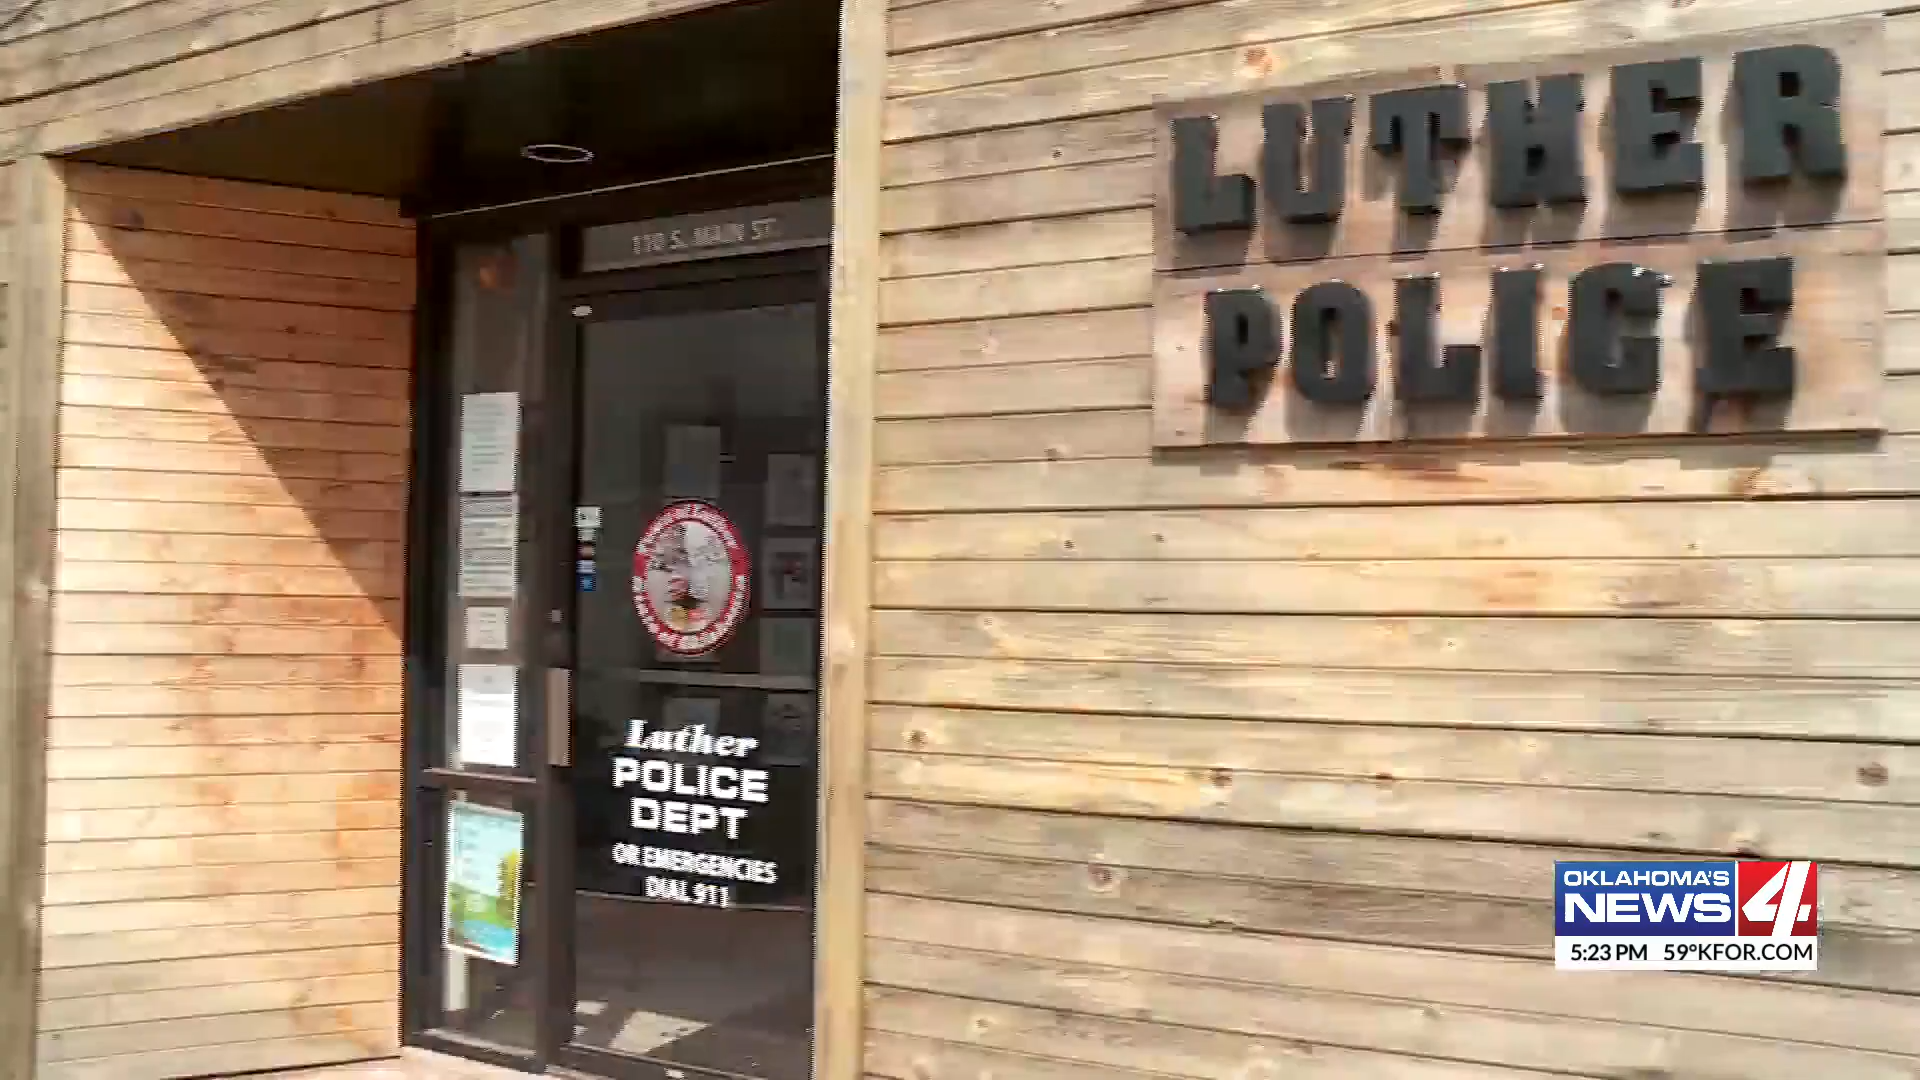 LUTHER
POLICE
110 S. MAIN ST.
Luther
POLICE
DEPT
OR EMERGENCIES
DIAL 911
OKLAHOMA'S
NEWS 4
5:23 PM 59° KFOR.COM